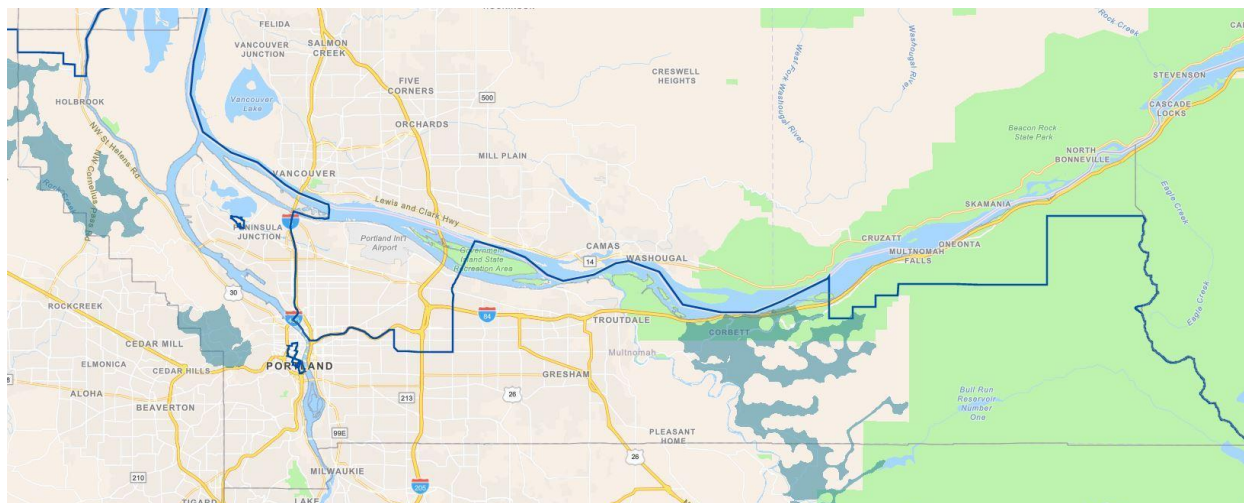 FELIDA
VANCOUVER
JUNCTION
SALMON
CREEK
FIVE
CORNERS
500
CRESWELL
HEIGHTS
ORCHARDS
Vancouver
Lake
HOLBROOK
NW St Helens Rd
NW Cornelius Pass Rd
Rock Creek
MILL PLAIN
VANCOUVER
Lewis and Clark Hwy
West Fork Washougal
River
Washougal
River
Rock Creek
STEVENSON
CASCADE
LOCKS
Beacon Rock
State Park
NORTH
BONNEVILLE
Eagle Creek
SKAMANIA
PENINSULA
JUNCTION
Portland Int'l
Airport
Government
Island State
Recreation Area
CAMAS
14
WASHOUGAL
CRUZATT
ONEONTA
MULTNOMAH
FALLS
30
ROCKCREEK
84
TROUTDALE
CORBETT
Eagle Creek
CEDAR MILL
Multnomah
ELMONICA
CEDAR HILLS
PORTLAND
GRESHAM
ALOHA
BEAVERTON
213
26
Bull Run
Reservoir
Number
One
99E
PLEASANT
HOME
26
MILWAUKIE
210
205
TIGARD
LAKE